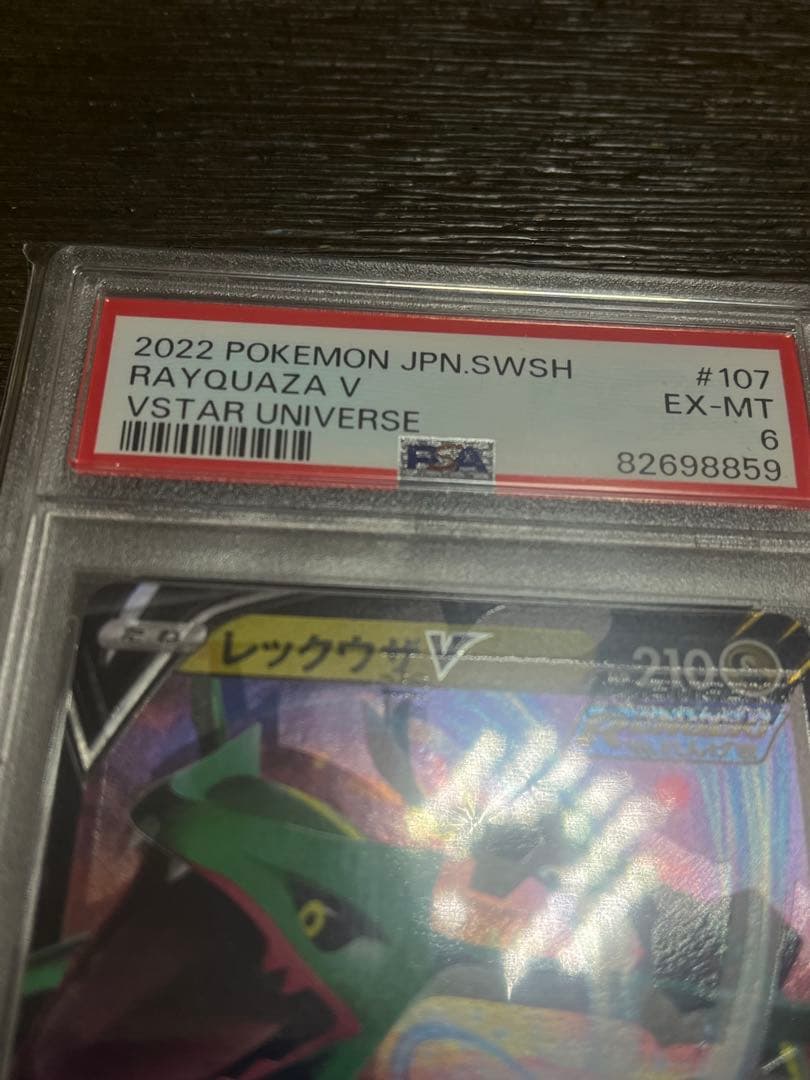 2022 POKEMON JPN.SWSH #107
RAYQUAZA V EX-MT
VSTAR UNIVERSE 6
PSA 82698859
レックウザV 210